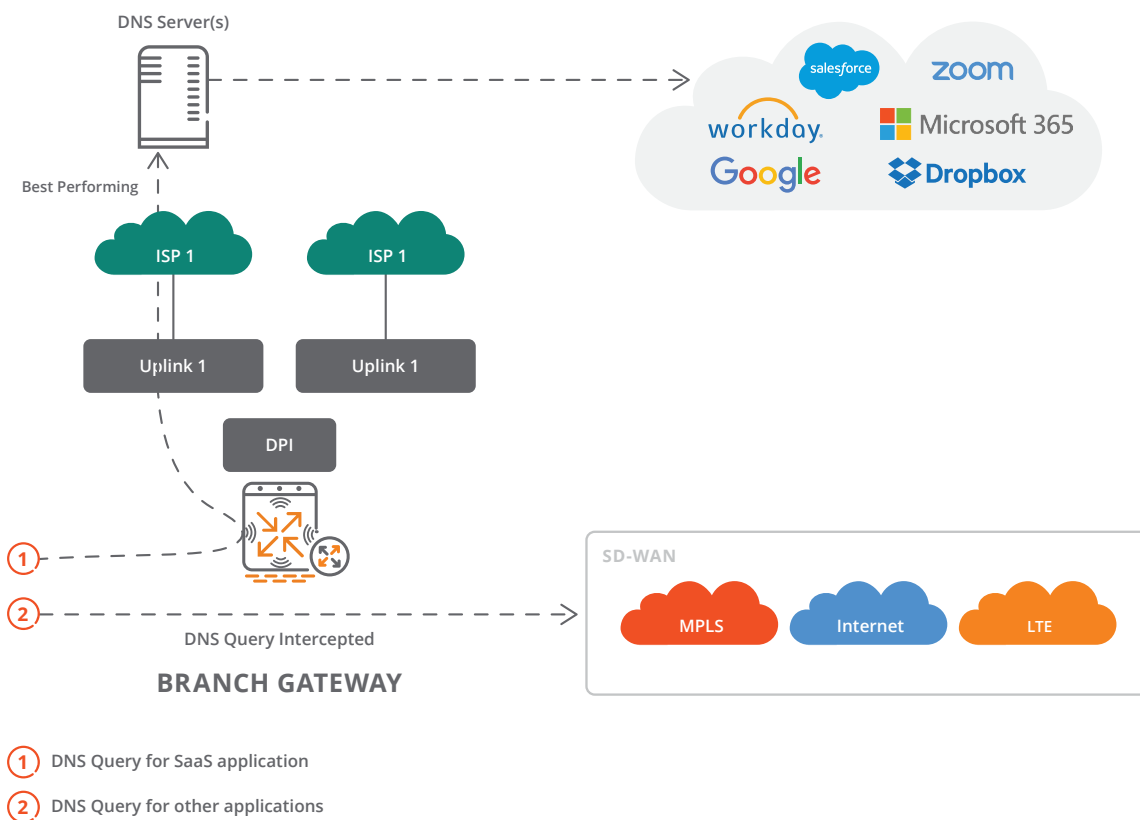 DNS Server(s)
salesforce
zoom
workday.
Microsoft 365
Google
Dropbox
Best Performing
ISP 1
ISP 1
Uplink 1
Uplink 1
DPI
1
SD-WAN
2
MPLS
Internet
LTE
DNS Query Intercepted
BRANCH GATEWAY
1 DNS Query for SaaS application
2 DNS Query for other applications